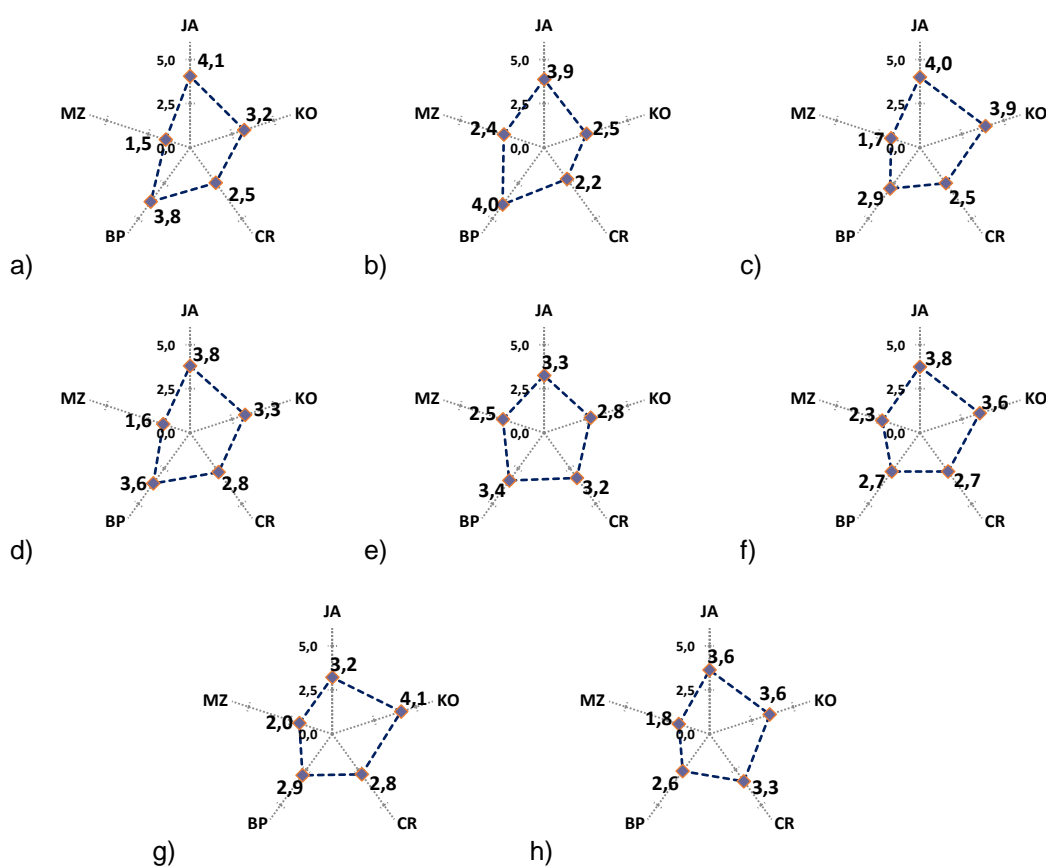 JA
5,0
4,1
2,5
MZ
3,2
KO
1,5
0,0
2,5
3,8
BP
CR
a)
JA
5,0
3,9
2,5
MZ
2,4
2,5
KO
0,0
2,2
4,0
BP
CR
b)
JA
5,0
4,0
2,5
3,9
MZ
KO
1,7
0,0
2,9
2,5
BP
CR
c)
JA
5,0
3,8
2,5
MZ
3,3
KO
1,6
0,0
3,6
2,8
BP
CR
d)
JA
5,0
3,3
2,5
MZ
2,5
2,8
KO
0,0
3,4
3,2
BP
CR
e)
JA
5,0
3,8
2,5
MZ
2,3
3,6
KO
0,0
2,7
2,7
BP
CR
f)
JA
5,0
3,2
2,5
MZ
4,1
KO
2,0
0,0
2,9
2,8
BP
CR
g)
JA
5,0
3,6
2,5
3,6
MZ
KO
1,8
0,0
2,6
3,3
BP
CR
h)